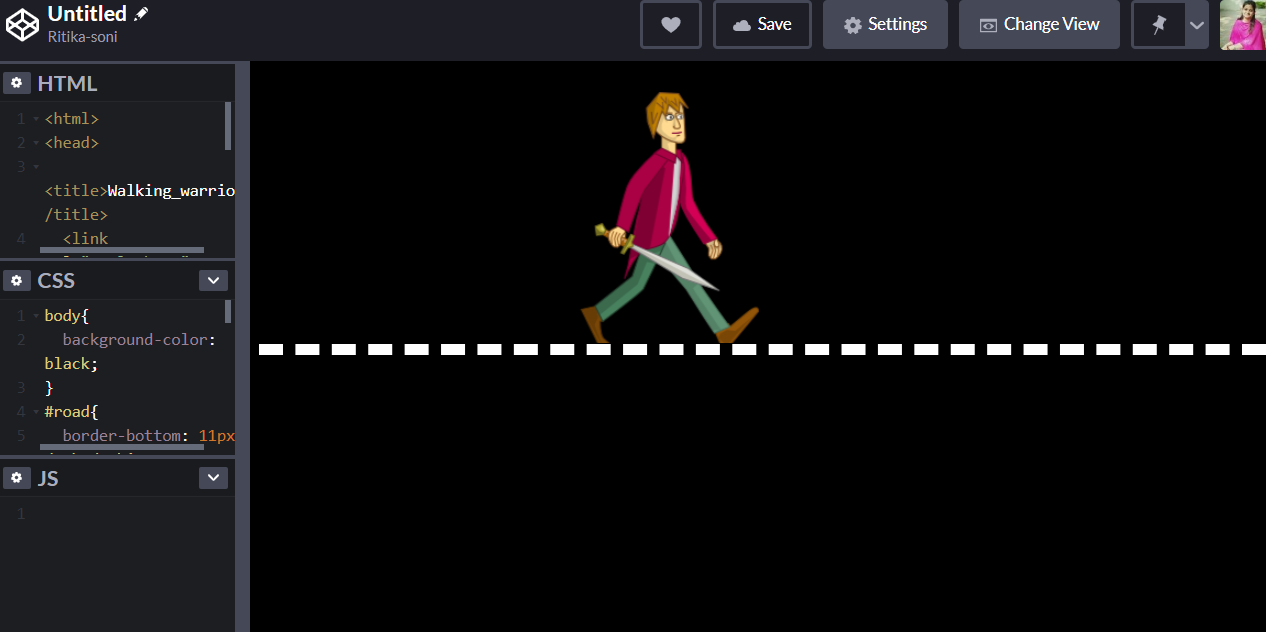 Untitled
Ritika-soni
Save
Settings
Change View
HTML
1 <html>
2 <head>
3
<title>Walking_warrio
/title>
4 <link
CSS
1 body{
2 background-color:
black;
3 }
4 #road{
5 border-bottom: 11px
JS
1